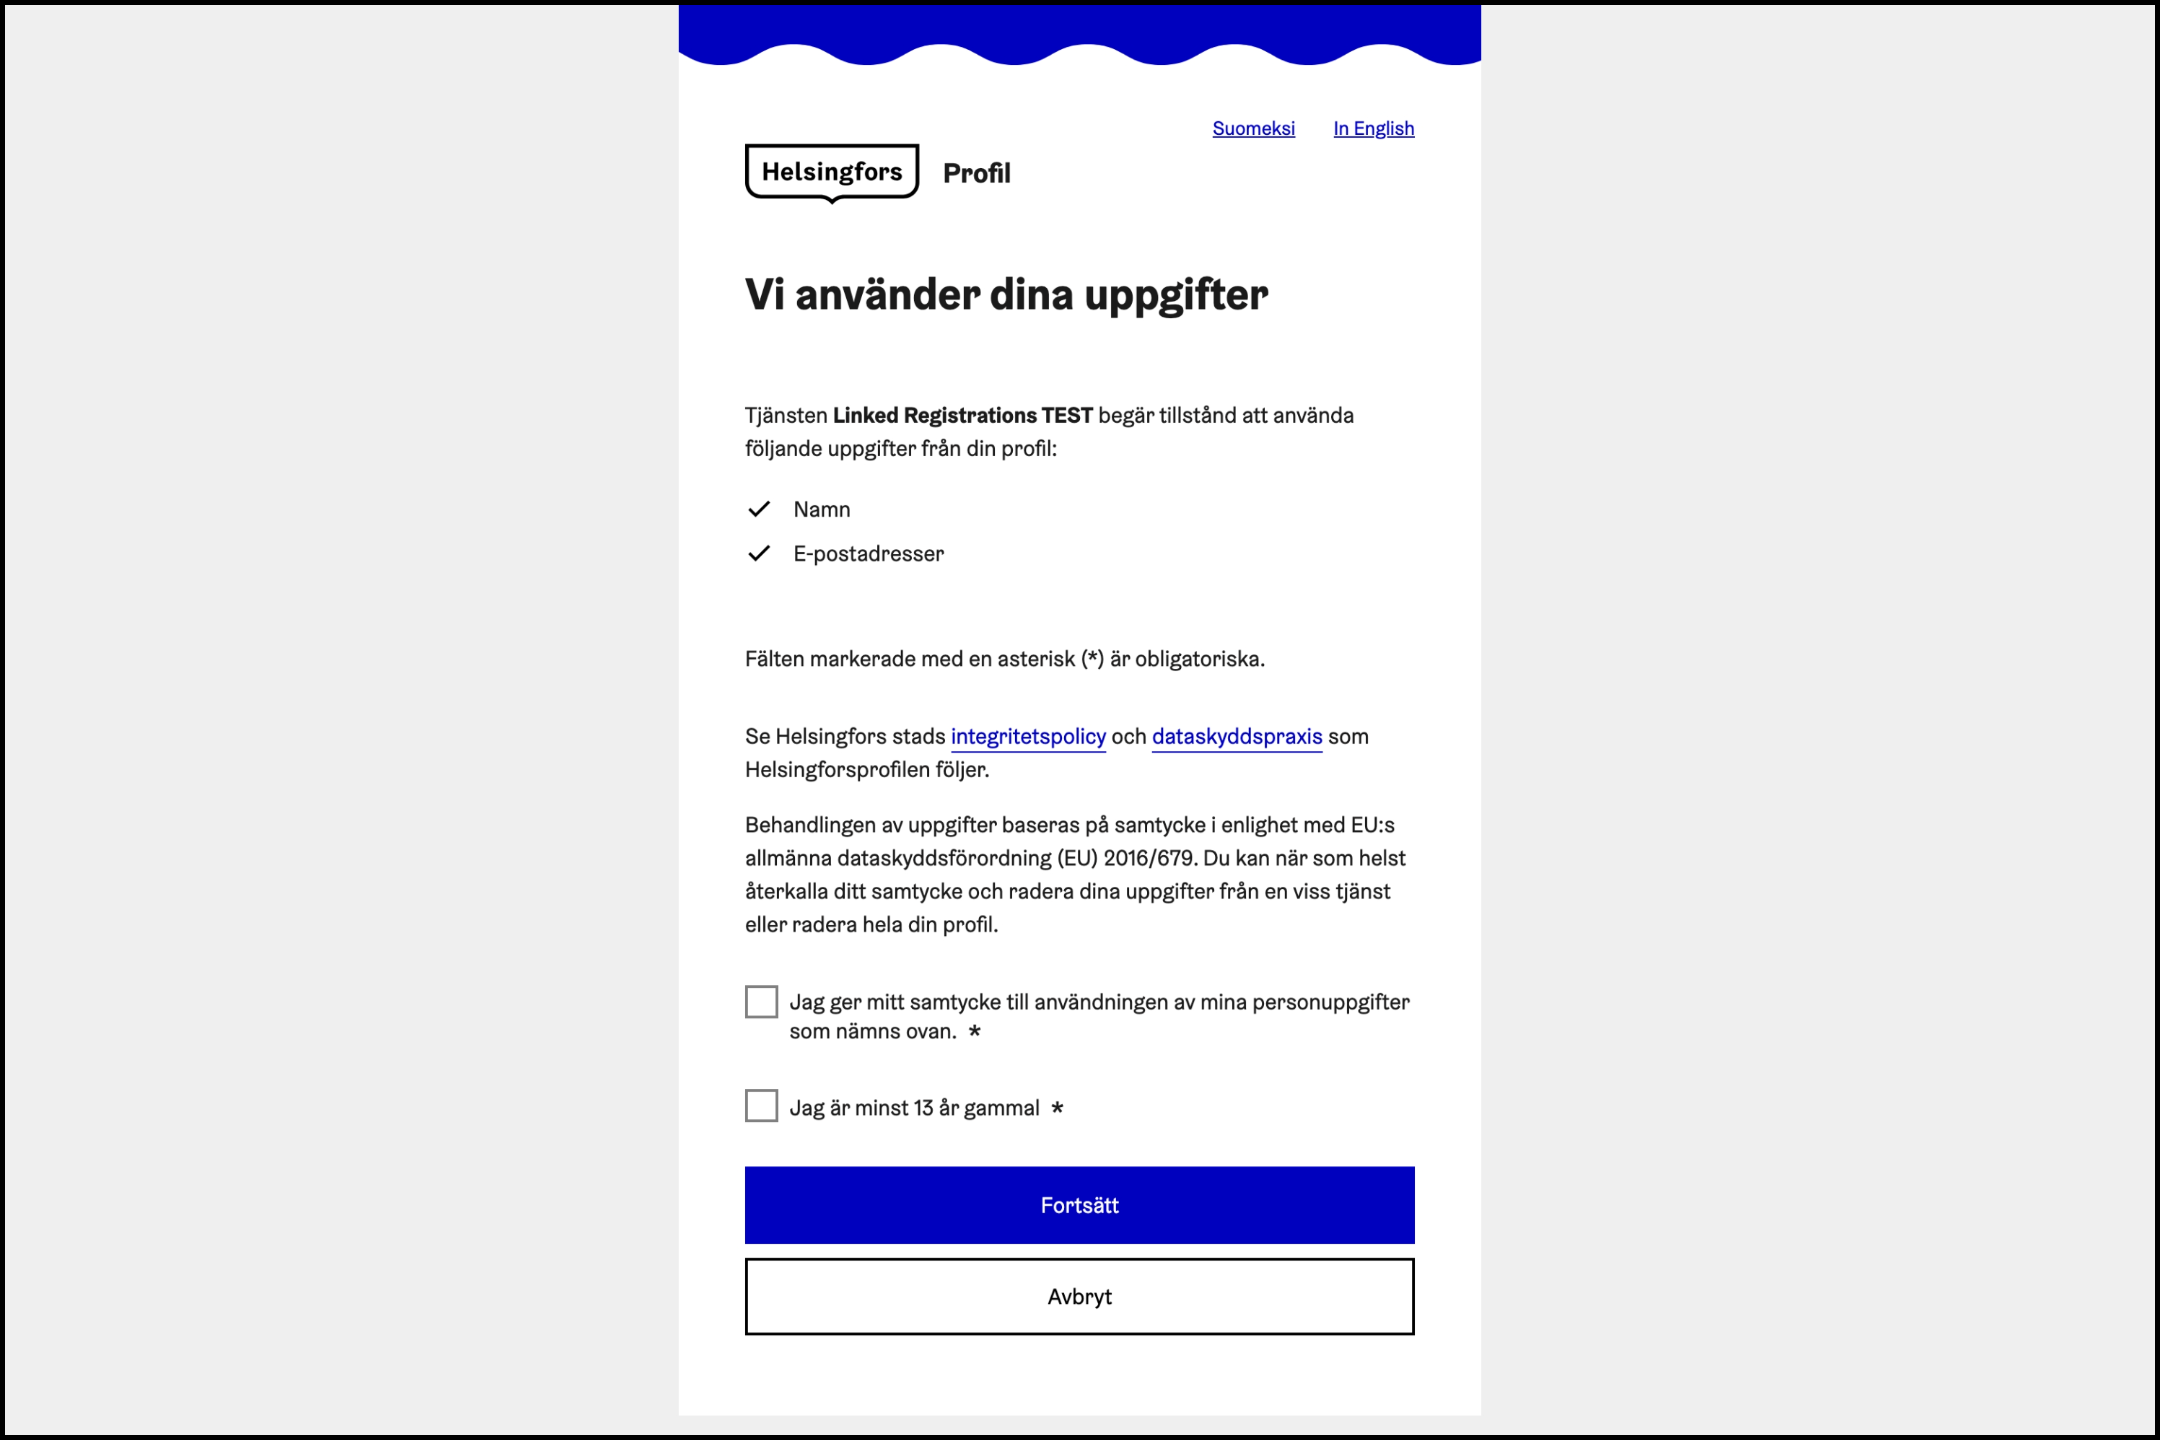 Suomeksi In English
Helsingfors Profil
Vi använder dina uppgifter
Tjänsten Linked Registrations TEST begär tillstånd att använda
följande uppgifter från din profil:
Namn
E-postadresser
Fälten markerade med en asterisk (*) är obligatoriska.
Se Helsingfors stads integritetspolicy och dataskyddspraxis som
Helsingforsprofilen följer.
Behandlingen av uppgifter baseras på samtycke i enlighet med EU:s
allmänna dataskyddsförordning (EU) 2016/679. Du kan när som helst
återkalla ditt samtycke och radera dina uppgifter från en viss tjänst
eller radera hela din profil.
Jag ger mitt samtycke till användningen av mina personuppgifter
som nämns ovan. *
Jag är minst 13 år gammal *
Fortsätt
Avbryt